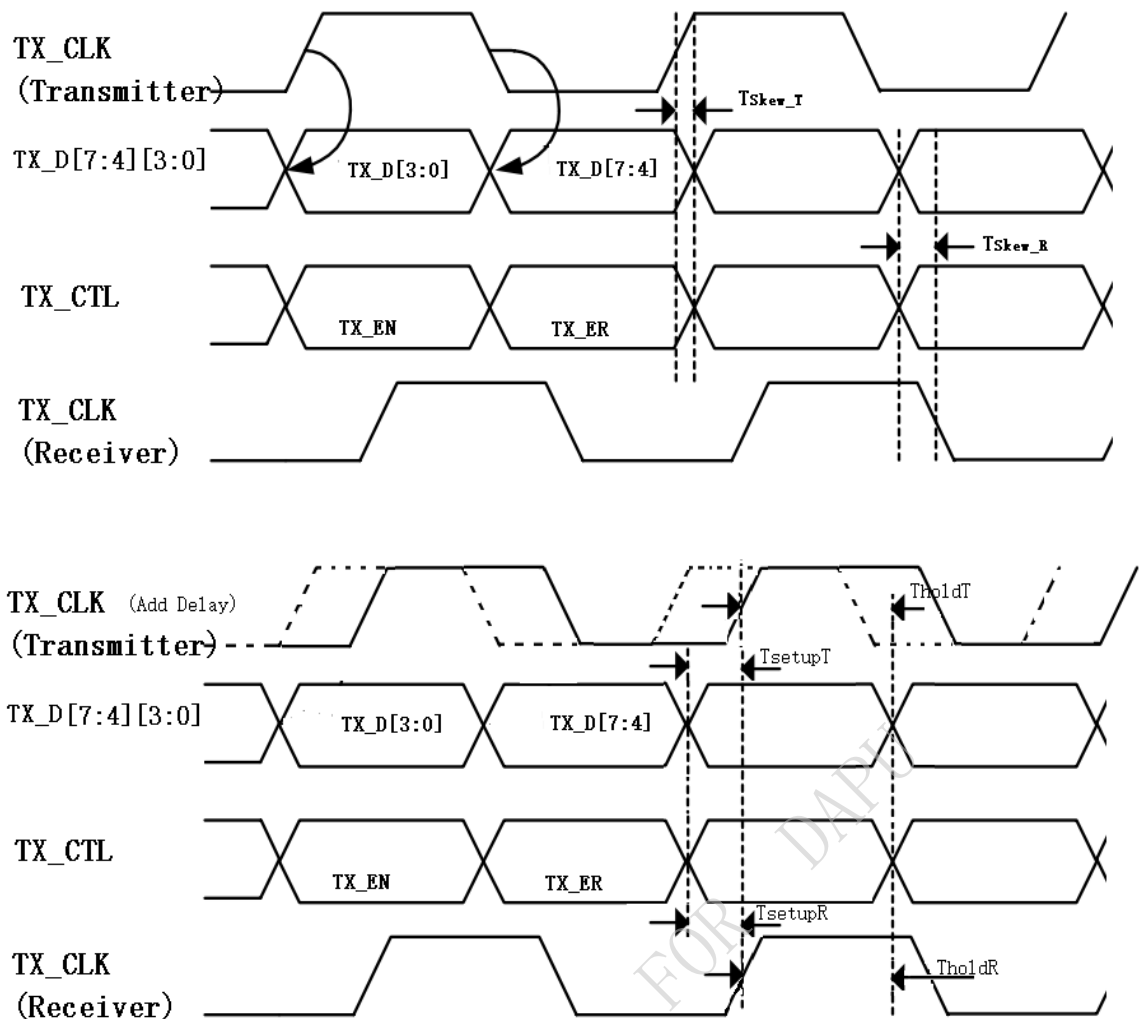 TX_CLK
(Transmitter)
TSkew_T
TX_D[7:4][3:0]
TX_D[3:0]
TX_D[7:4]
TSkew_R
TX_CTL
TX_EN
TX_ER
TX_CLK
(Receiver)
TX_CLK (Add Delay)
(Transmitter)
TholdT
TsetupT
TX_D[7:4][3:0]
TX_D[3:0]
TX_D[7:4]
TX_CTL
TX_EN
TX_ER
TsetupR
TX_CLK
(Receiver)
TholdR
FOR DAPU